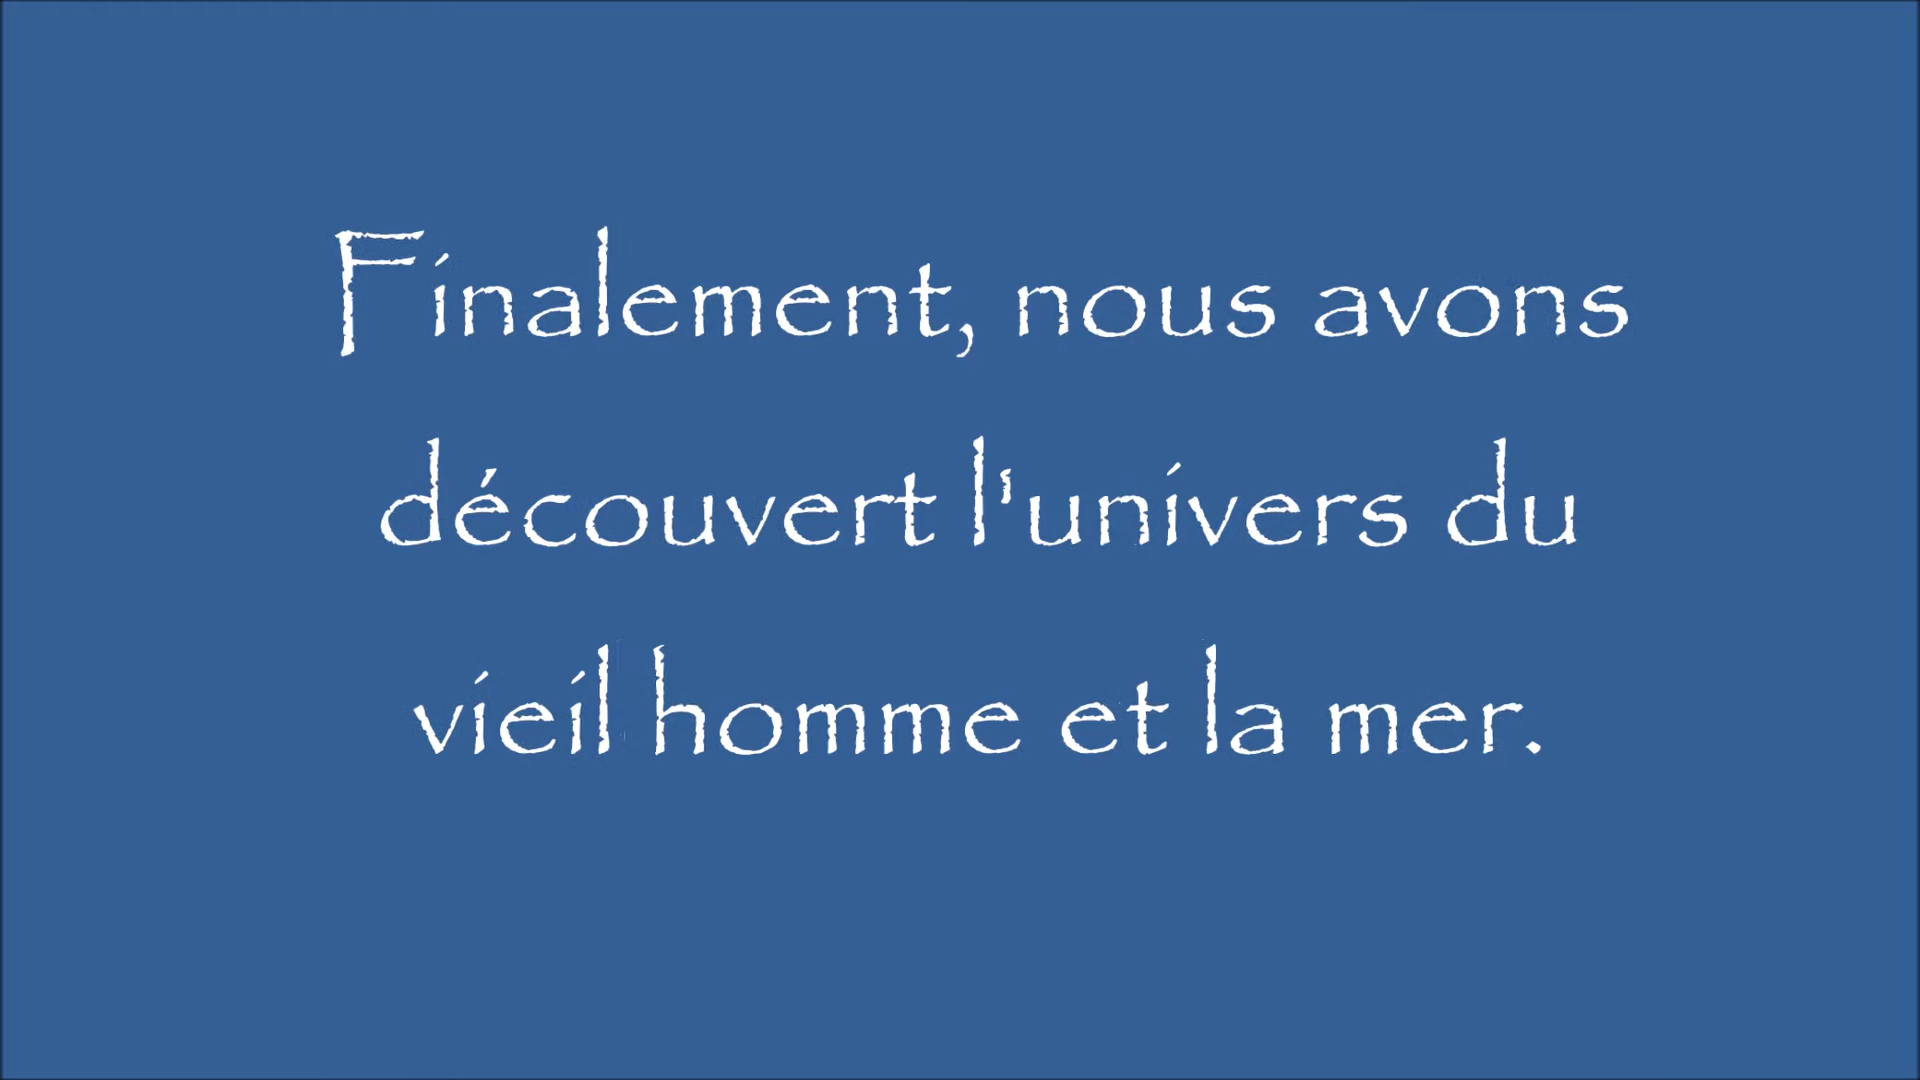 Finalement, nous avons
découvert l'univers du
vieil homme et la mer.